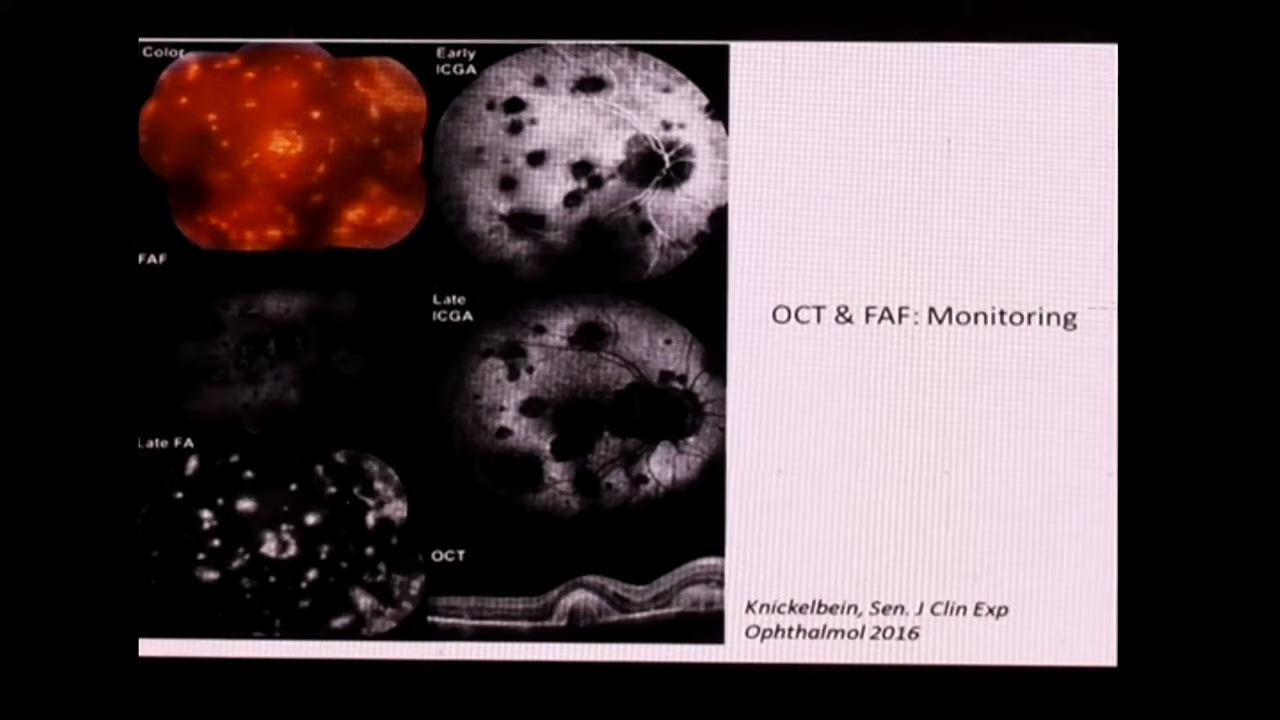 Color
Early
ICGA
FAF
Late
ICGA
Late FA
OCT
OCT & FAF: Monitoring
Knickelbein, Sen. J Clin Exp
Ophthalmol 2016